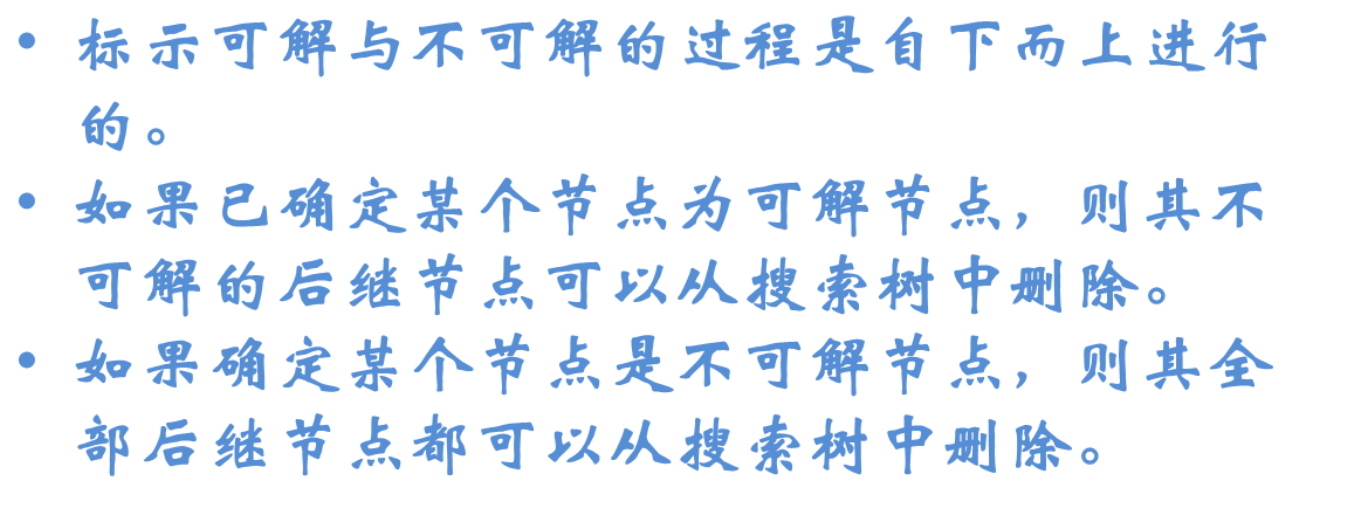 • 标示可解与不可解的过程是自下而上进行
的。
• 如果已确定某个节点为可解节点，则其不
可解的后继节点可以从搜索树中删除。
• 如果确定某个节点是不可解节点，则其全
部后继节点都可以从搜索树中删除。